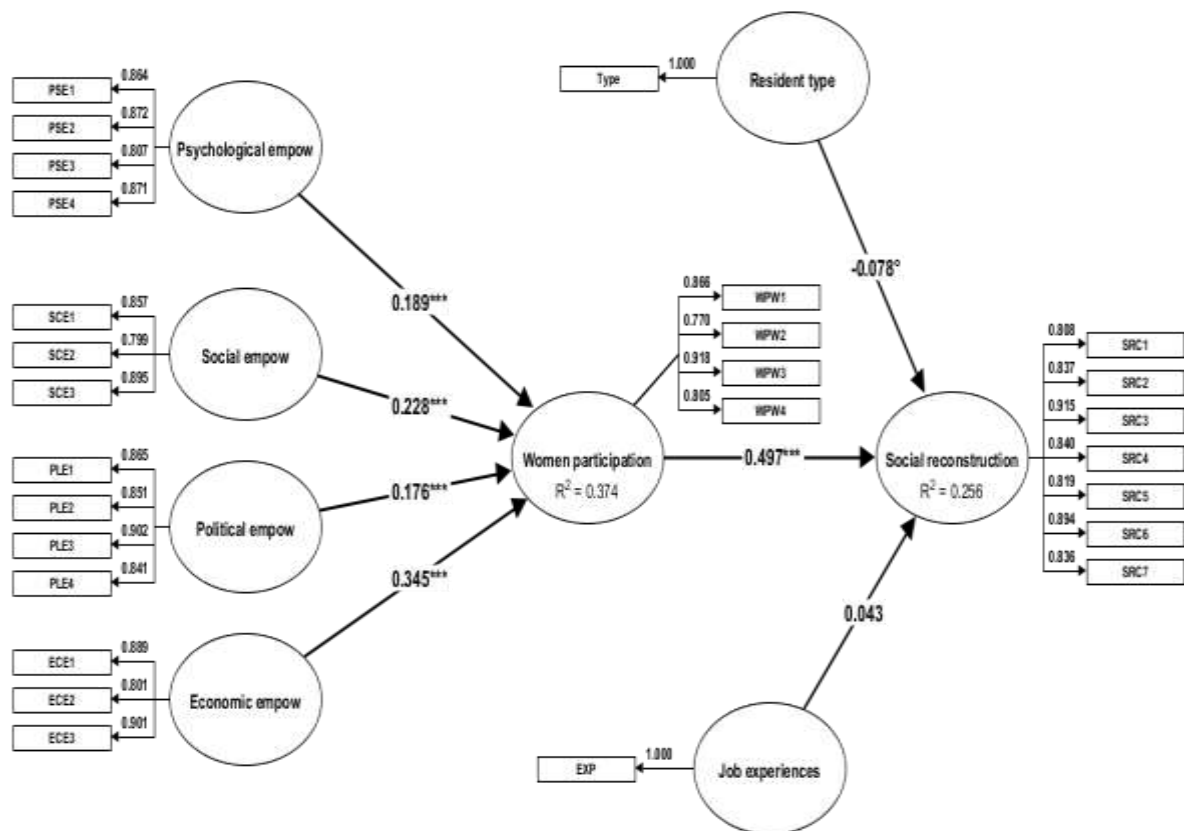 0.864
PSE1
0.872
PSE2
0.807
PSE3
0.871
PSE4
Psychological empow
0.857
SCE1
0.799
SCE2
0.895
SCE3
Social empow
0.865
PLE1
0.851
PLE2
0.902
PLE3
0.841
PLE4
Political empow
0.889
ECE1
0.801
ECE2
0.901
ECE3
Economic empow
0.189***
0.228***
0.176***
0.345***
Women participation
R² = 0.374
0.866
WPW1
0.770
WPW2
0.918
WPW3
0.805
WPW4
1.000
Type
Resident type
-0.078°
0.497***
0.043
1.000
EXP
Job experiences
Social reconstruction
R² = 0.256
0.808
SRC1
0.837
SRC2
0.915
SRC3
0.840
SRC4
0.819
SRC5
0.894
SRC6
0.836
SRC7